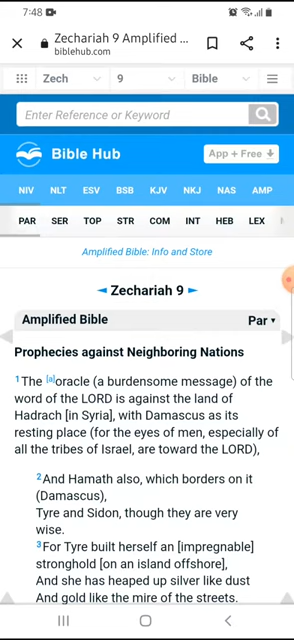 7:48
Zechariah 9 Amplified ...
biblehub.com
Zech 9 Bible
Enter Reference or Keyword
Bible Hub App + Free
NIV NLT ESV BSB KJV NKJ NAS AMP
PAR SER TOP STR COM INT HEB LEX
Amplified Bible: Info and Store
Zechariah 9
Amplified Bible Par
Prophecies against Neighboring Nations
1The [a]oracle (a burdensome message) of the
word of the LORD is against the land of
Hadrach [in Syria], with Damascus as its
resting place (for the eyes of men, especially of
all the tribes of Israel, are toward the LORD),
2And Hamath also, which borders on it
(Damascus),
Tyre and Sidon, though they are very
wise.
3For Tyre built herself an [impregnable]
stronghold [on an island offshore],
And she has heaped up silver like dust
And gold like the mire of the streets.